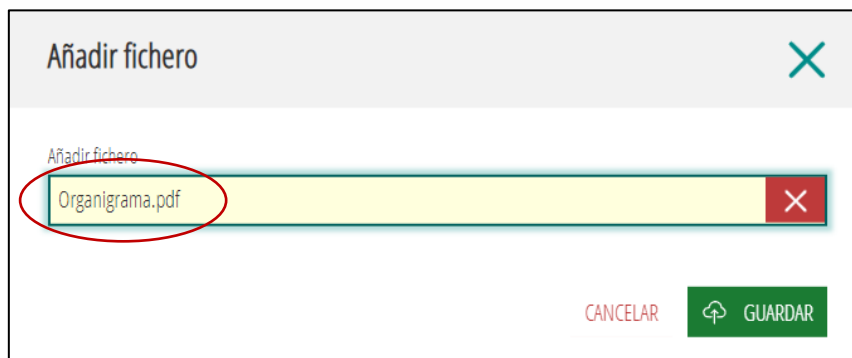 Añadir fichero
Añadir fichero
Organigrama.pdf
CANCELAR GUARDAR